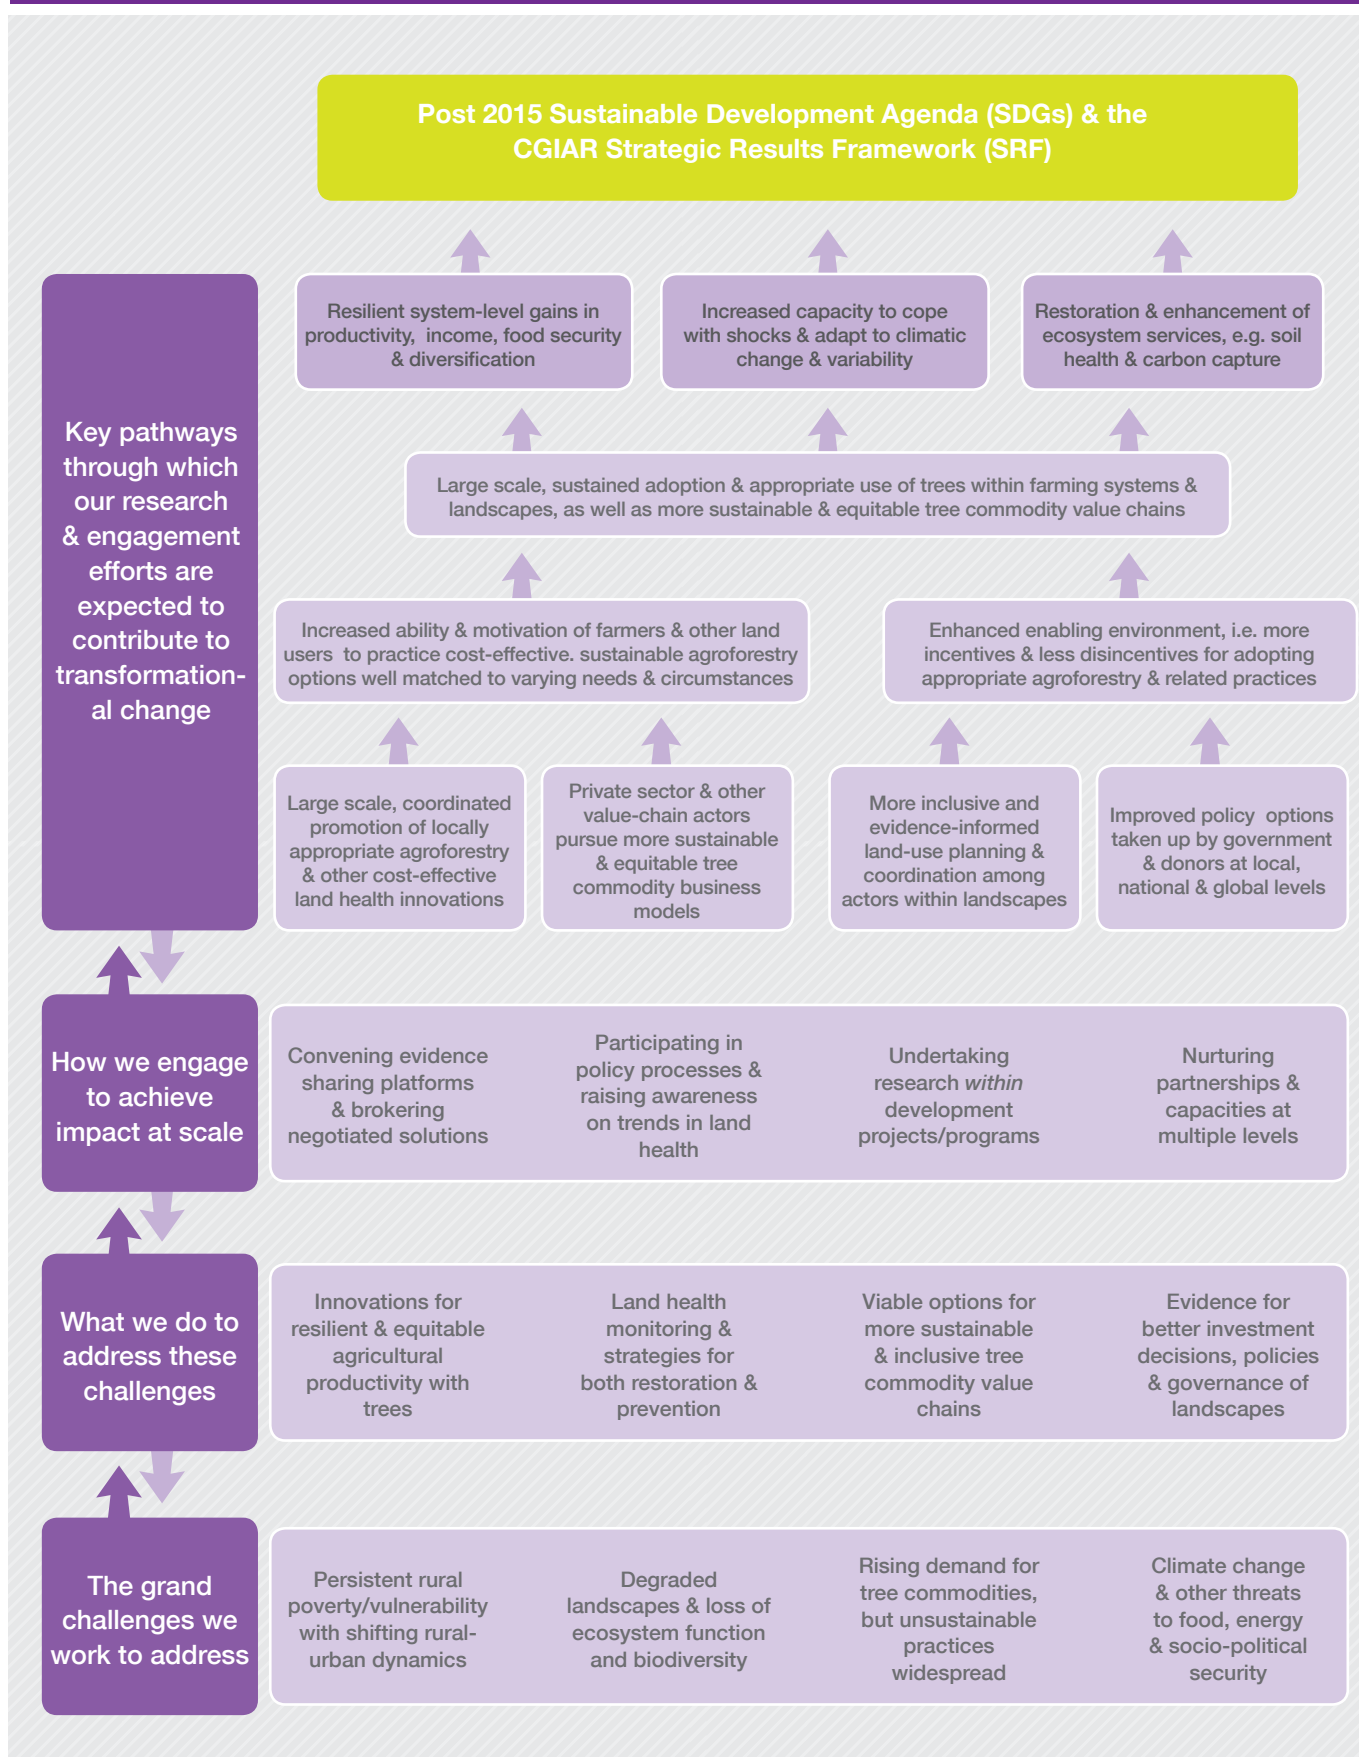 Post 2015 Sustainable Development Agenda (SDGs) & the
CGIAR Strategic Results Framework (SRF)
Key pathways
through which
our research
& engagement
efforts are
expected to
contribute to
transformation-
al change
Resilient system-level gains in
productivity, income, food security
& diversification
Increased capacity to cope
with shocks & adapt to climatic
change & variability
Restoration & enhancement of
ecosystem services, e.g. soil
health & carbon capture
Large scale, sustained adoption & appropriate use of trees within farming systems &
landscapes, as well as more sustainable & equitable tree commodity value chains
Increased ability & motivation of farmers & other land
users to practice cost-effective. sustainable agroforestry
options well matched to varying needs & circumstances
Enhanced enabling environment, i.e. more
incentives & less disincentives for adopting
appropriate agroforestry & related practices
Large scale, coordinated
promotion of locally
appropriate agroforestry
& other cost-effective
land health innovations
Private sector & other
value-chain actors
pursue more sustainable
& equitable tree
commodity business
models
More inclusive and
evidence-informed
land-use planning &
coordination among
actors within landscapes
Improved policy options
taken up by government
& donors at local,
national & global levels
How we engage
to achieve
impact at scale
Convening evidence
sharing platforms
& brokering
negotiated solutions
Participating in
policy processes &
raising awareness
on trends in land
health
Undertaking
research within
development
projects/programs
Nurturing
partnerships &
capacities at
multiple levels
What we do to
address these
challenges
Innovations for
resilient & equitable
agricultural
productivity with
trees
Land health
monitoring &
strategies for
both restoration &
prevention
Viable options for
more sustainable
& inclusive tree
commodity value
chains
Evidence for
better investment
decisions, policies
& governance of
landscapes
The grand
challenges we
work to address
Persistent rural
poverty/vulnerability
with shifting rural-
urban dynamics
Degraded
landscapes & loss of
ecosystem function
and biodiversity
Rising demand for
tree commodities,
but unsustainable
practices
widespread
Climate change
& other threats
to food, energy
& socio-political
security